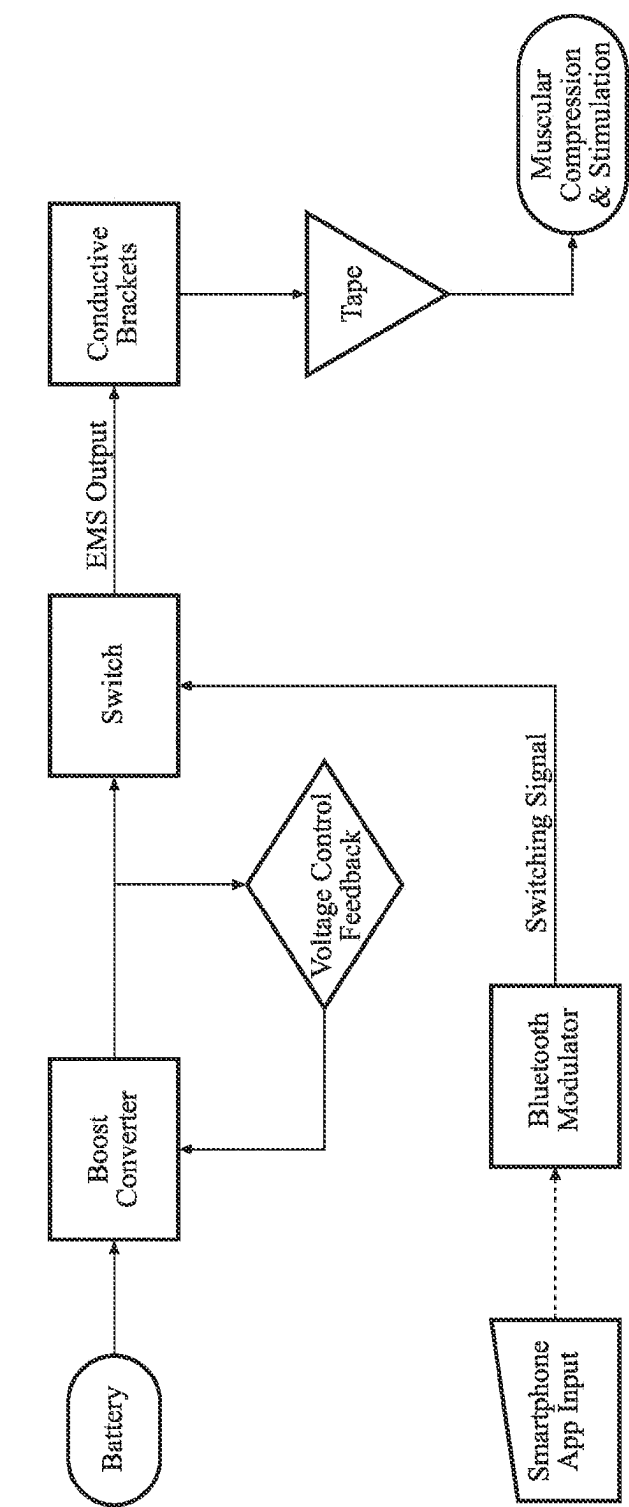 Battery
Boost
Converter
Voltage Control
Feedback
Switch
EMS Output
Conductive
Brackets
Tape
Muscular
Compression
& Stimulation
Smartphone
App Input
Bluetooth
Modulator
Switching Signal